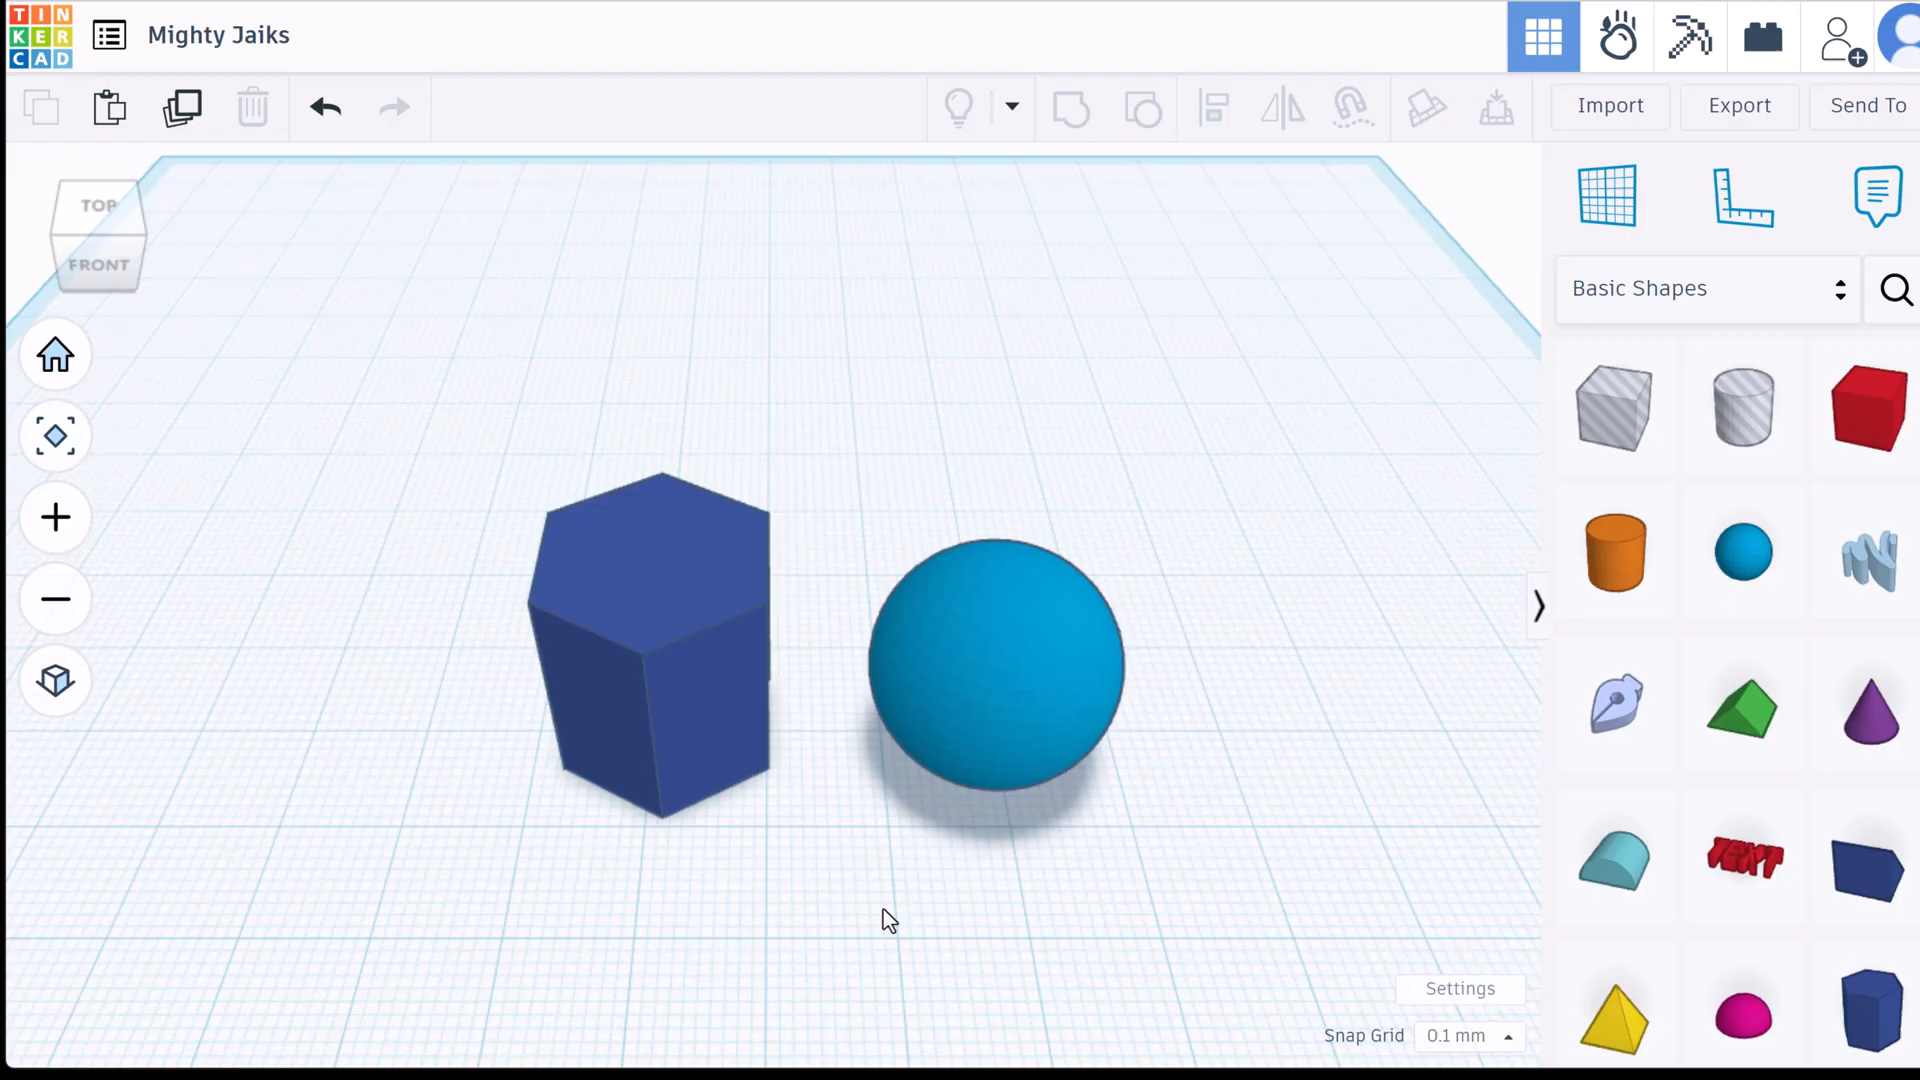 TIN
KER
CAD
Mighty Jaiks
Import
Export
Send To
TOP
FRONT
Basic Shapes
TEXT
Settings
Snap Grid
0.1 mm